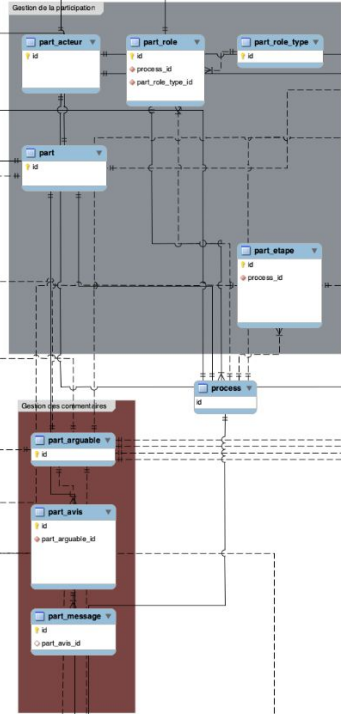 Gestion de la participation
part_acteur
id
part_role
id
process_id
part_role_type_id
part_role_type
id
part
id
part_etape
id
process_id
process
id
Gestion des commentaires
part_arguable
id
part_avis
id
part_arguable_id
part_message
id
part_avis_id